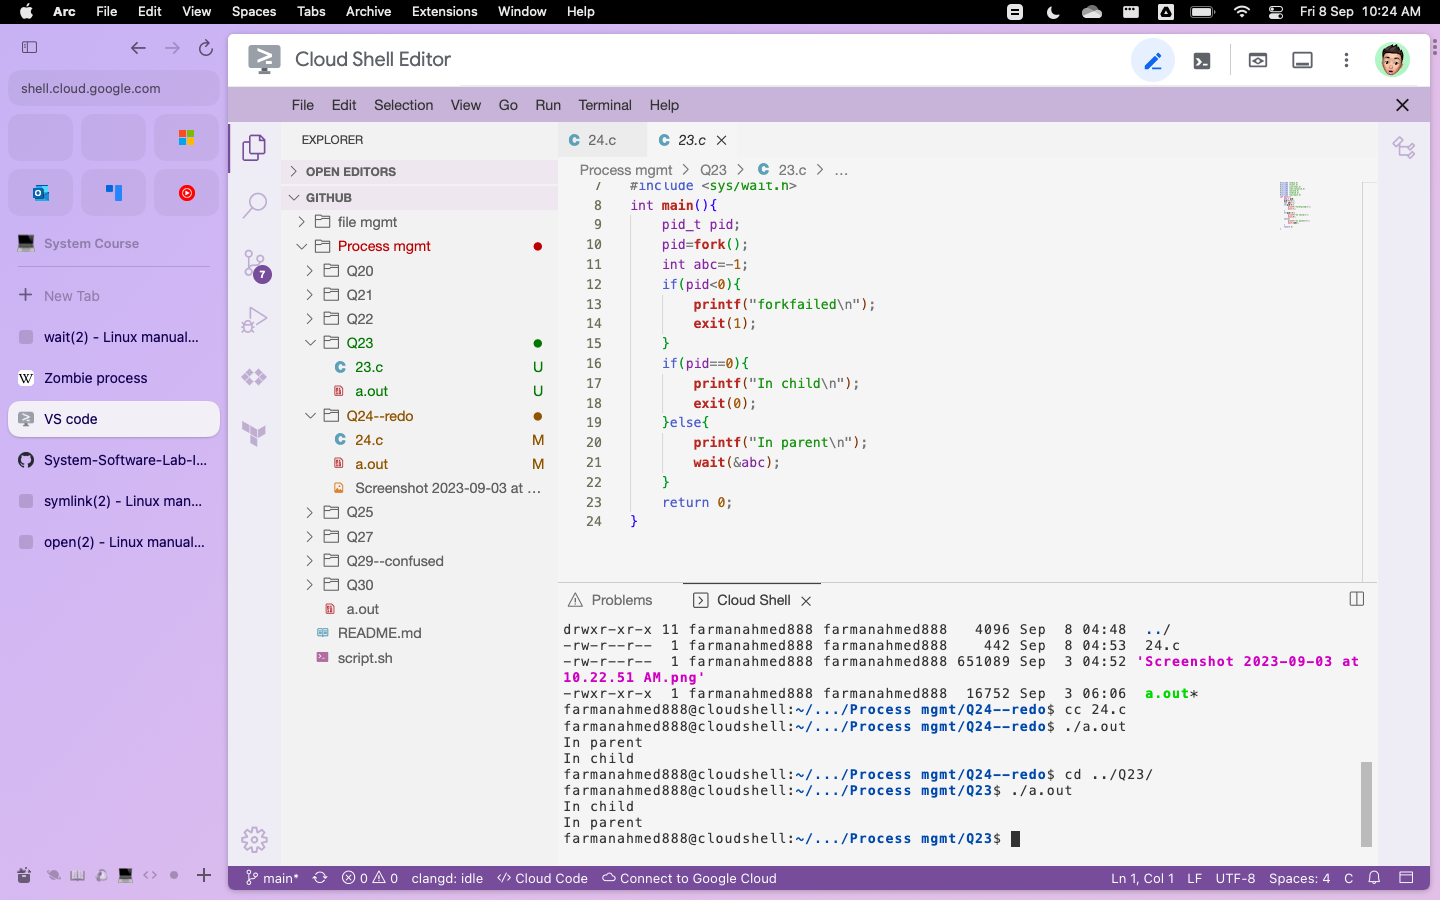 Arc File Edit View Spaces Tabs Archive Extensions Window Help Fri 8 Sep 10:24 AM
shell.cloud.google.com
System Course
New Tab
wait(2) - Linux manual...
Zombie process
VS code
System-Software-Lab-I...
symlink(2) - Linux man...
open(2) - Linux manual...
Cloud Shell Editor
File Edit Selection View Go Run Terminal Help
7
EXPLORER
OPEN EDITORS
GITHUB
file mgmt
Process mgmt
Q20
Q21
Q22
Q23
23.c U
a.out U
Q24--redo
24.c M
a.out M
Screenshot 2023-09-03 at ...
Q25
Q27
Q29--confused
Q30
a.out
README.md
script.sh
C 24.c C 23.c
Process mgmt > Q23 > C 23.c > ...
7 #include <sys/wait.h>
8 int main(){
9 pid_t pid;
10 pid=fork();
11 int abc=-1;
12 if(pid<0){
13 printf("forkfailed\n");
14 exit(1);
15 }
16 if(pid==0){
17 printf("In child\n");
18 exit(0);
19 }else{
20 printf("In parent\n");
21 wait(&abc);
22 }
23 return 0;
24 }
Problems Cloud Shell
drwxr-xr-x 11 farmanahmed888 farmanahmed888 4096 Sep 8 04:48 ../
-rw-r--r-- 1 farmanahmed888 farmanahmed888 442 Sep 8 04:53 24.c
-rw-r--r-- 1 farmanahmed888 farmanahmed888 651089 Sep 3 04:52 'Screenshot 2023-09-03 at
10.22.51 AM.png'
-rwxr-xr-x 1 farmanahmed888 farmanahmed888 16752 Sep 3 06:06 a.out*
farmanahmed888@cloudshell:~/.../Process mgmt/Q24--redo$ cc 24.c
farmanahmed888@cloudshell:~/.../Process mgmt/Q24--redo$ ./a.out
In parent
In child
farmanahmed888@cloudshell:~/.../Process mgmt/Q24--redo$ cd ../Q23/
farmanahmed888@cloudshell:~/.../Process mgmt/Q23$ ./a.out
In child
In parent
farmanahmed888@cloudshell:~/.../Process mgmt/Q23$
main* 0 0 clangd: idle Cloud Code Connect to Google Cloud Ln 1, Col 1 LF UTF-8 Spaces: 4 C